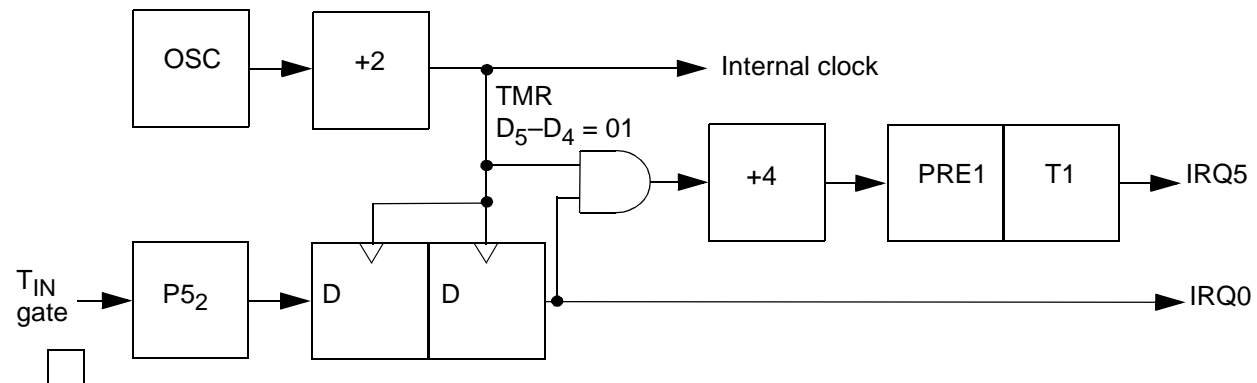 OSC
+2
Internal clock
TMR
D5–D4 = 01
+4
PRE1
T1
IRQ5
TIN
gate
P52
D
D
IRQ0